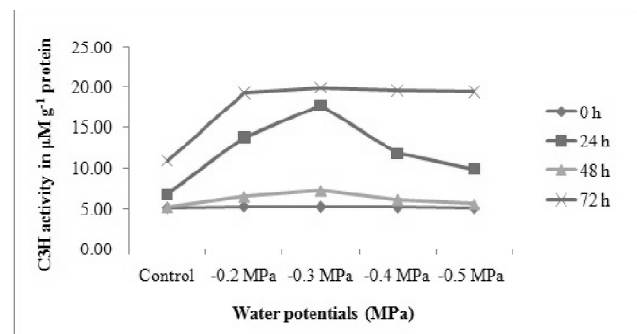 C3H activity in μM g⁻¹ protein
25.00
20.00
15.00
10.00
5.00
0.00
Control -0.2 MPa -0.3 MPa -0.4 MPa -0.5 MPa
Water potentials (MPa)
0 h
24 h
48 h
72 h